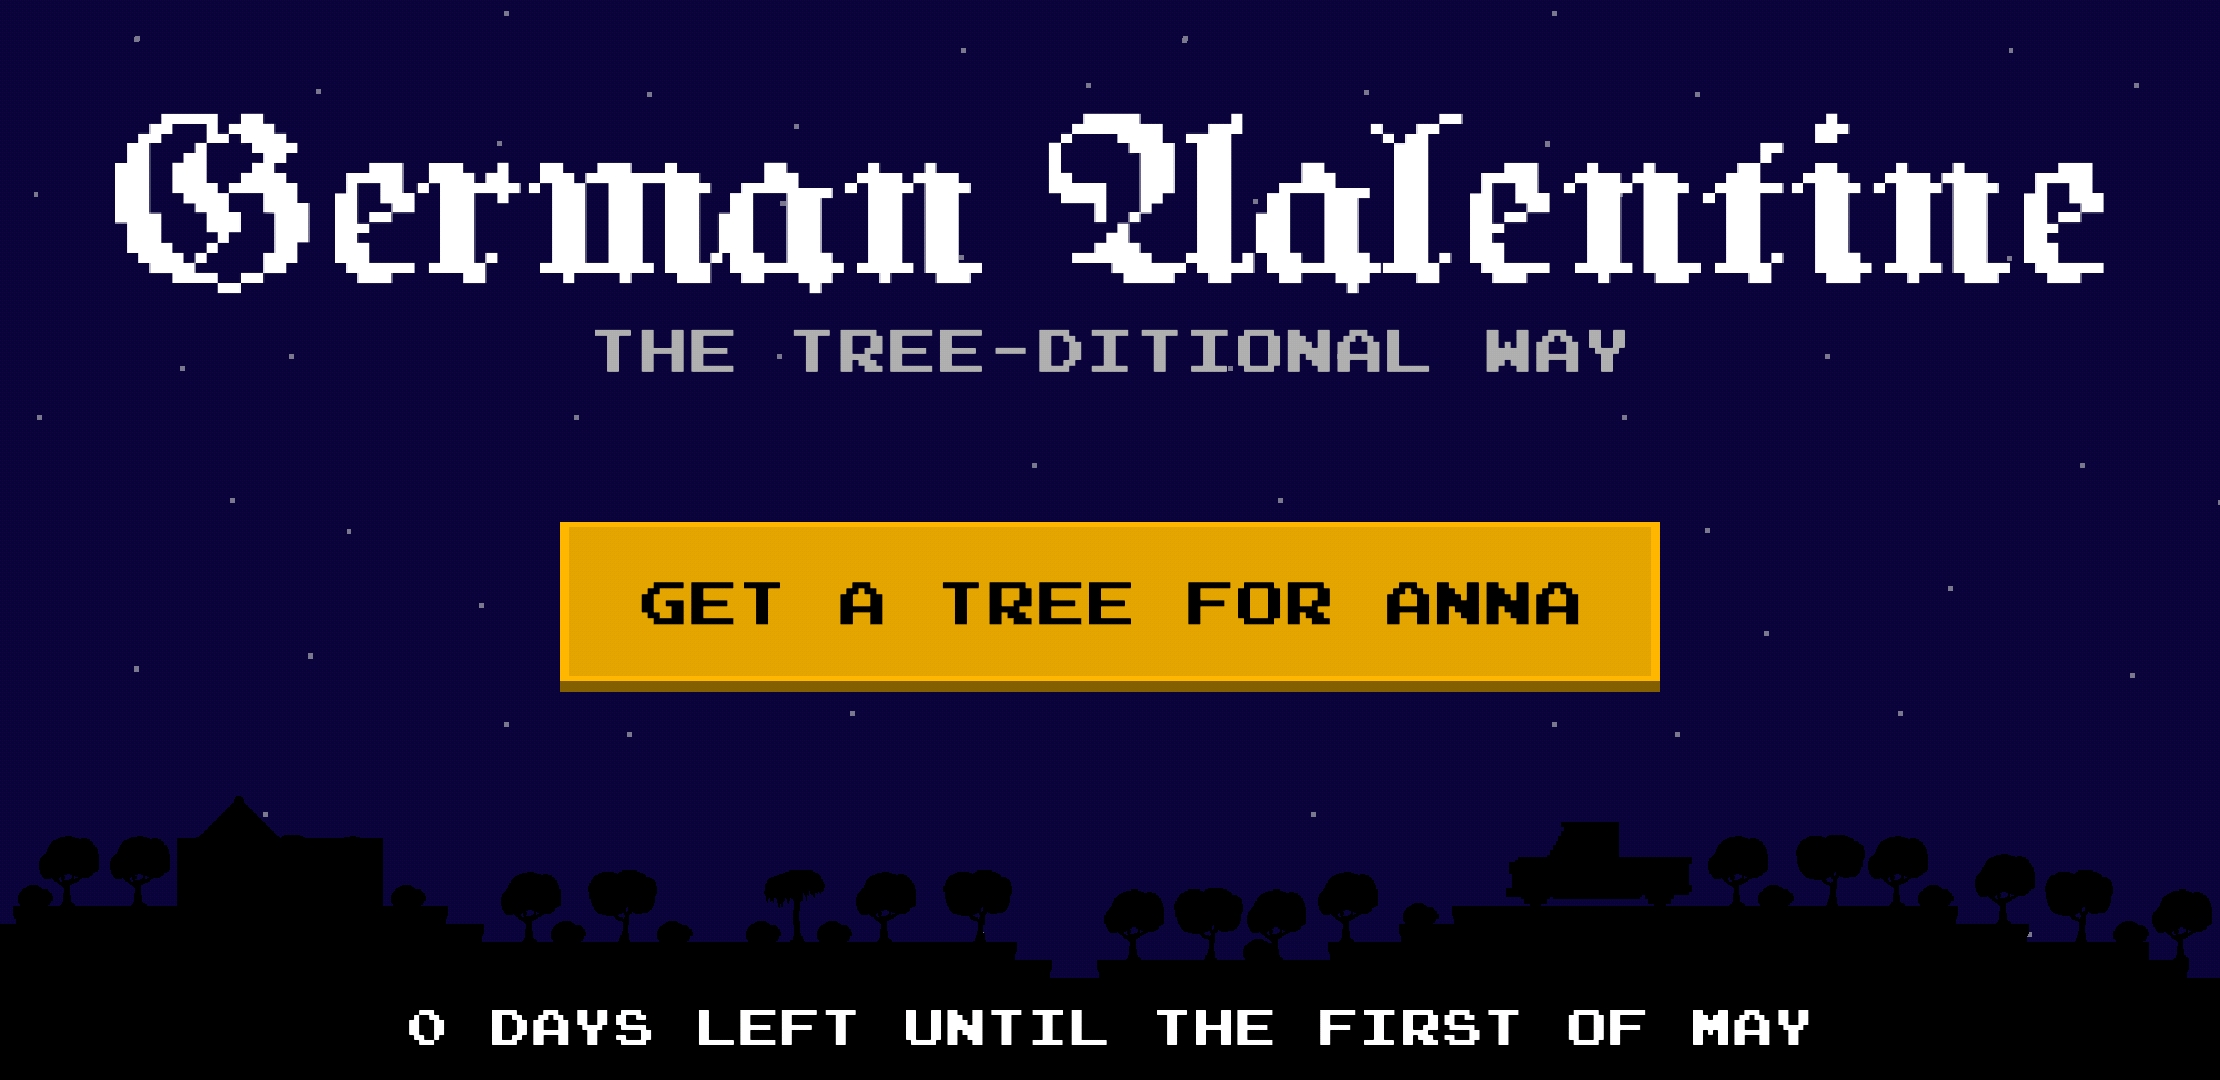 German Valentine
THE TREE-DITIONAL WAY
GET A TREE FOR ANNA
0 DAYS LEFT UNTIL THE FIRST OF MAY